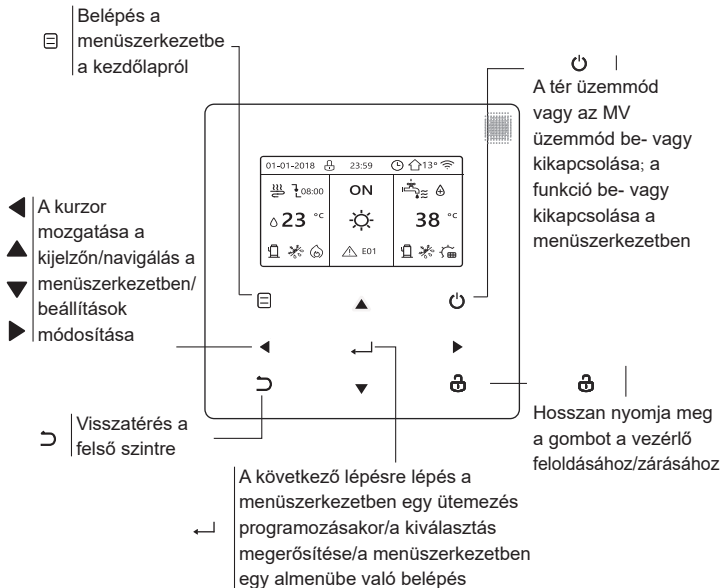 Belépés a
menüszerkezetbe
a kezdőlapról
A tér üzemmód
vagy az MV
üzemmód be- vagy
kikapcsolása; a
funkció be- vagy
kikapcsolása a
menüszerkezetben
01-01-2018 23:59 13°
08:00 ON
23 °C 38 °C
E01
A kurzor
mozgatása a
kijelzőn/navigálás a
menüszerkezetben/
beállítások
módosítása
Visszatérés a
felső szintre
Hosszan nyomja meg
a gombot a vezérlő
feloldásához/zárásához
A következő lépésre lépés a
menüszerkezetben egy ütemezés
programozásakor/a kiválasztás
megerősítése/a menüszerkezetben
egy almenübe való belépés